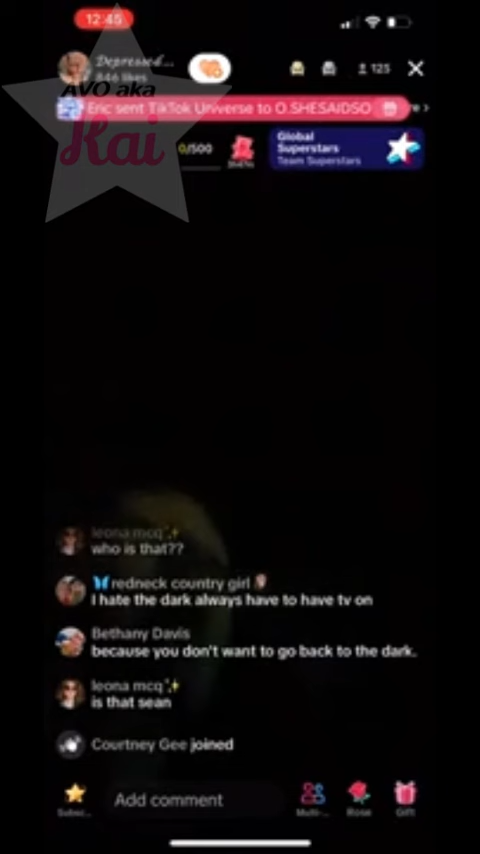 12:45
Depressed...
846 likes
125
AVO aka
Kai
Eric sent TikTok Universe to O.SHESAIDSO
re >
0/500
Global
Superstars
Team Superstars
leona mcq
who is that??
redneck country girl
I hate the dark always have to have tv on
Bethany Davis
because you don't want to go back to the dark.
leona mcq
is that sean
Courtney Gee joined
Add comment
Subsc...
Multi-...
Rose
Gift